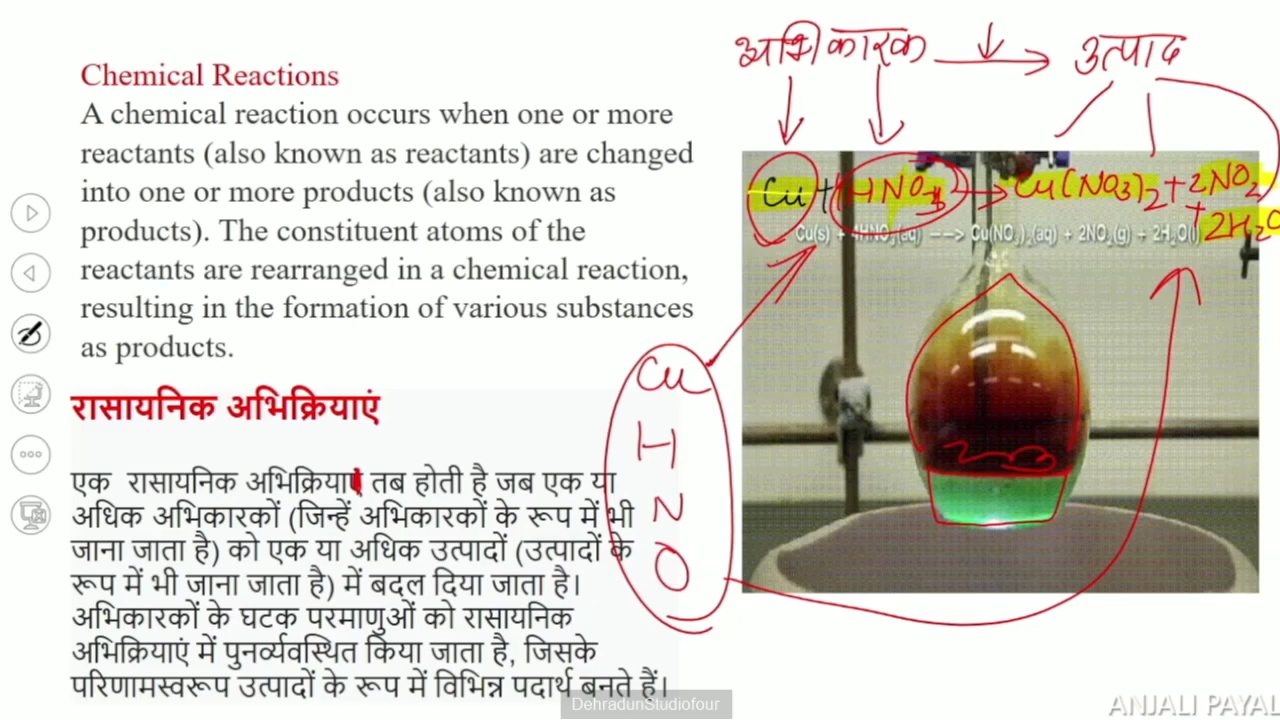 Chemical Reactions
A chemical reaction occurs when one or more
reactants (also known as reactants) are changed
into one or more products (also known as
products). The constituent atoms of the
reactants are rearranged in a chemical reaction,
resulting in the formation of various substances
as products.
रासायनिक अभिक्रियाएं
एक रासायनिक अभिक्रियाएं तब होती है जब एक या
अधिक अभिकारकों (जिन्हें अभिकारकों के रूप में भी
जाना जाता है) को एक या अधिक उत्पादों (उत्पादों के
रूप में भी जाना जाता है) में बदल दिया जाता है।
अभिकारकों के घटक परमाणुओं को रासायनिक
अभिक्रियाएं में पुनर्व्यवस्थित किया जाता है, जिसके
परिणामस्वरूप उत्पादों के रूप में विभिन्न पदार्थ बनते हैं।
अभिकारक → उत्पाद
Cu + HNO3 → Cu(NO3)2 + 2NO2
+ 2H2O
Cu(s) + 4HNO3(aq) --> Cu(NO3)2(aq) + 2NO2(g) + 2H2O(l)
Cu
H
N
O
DehradunStudiofour
ANJALI PAYAL